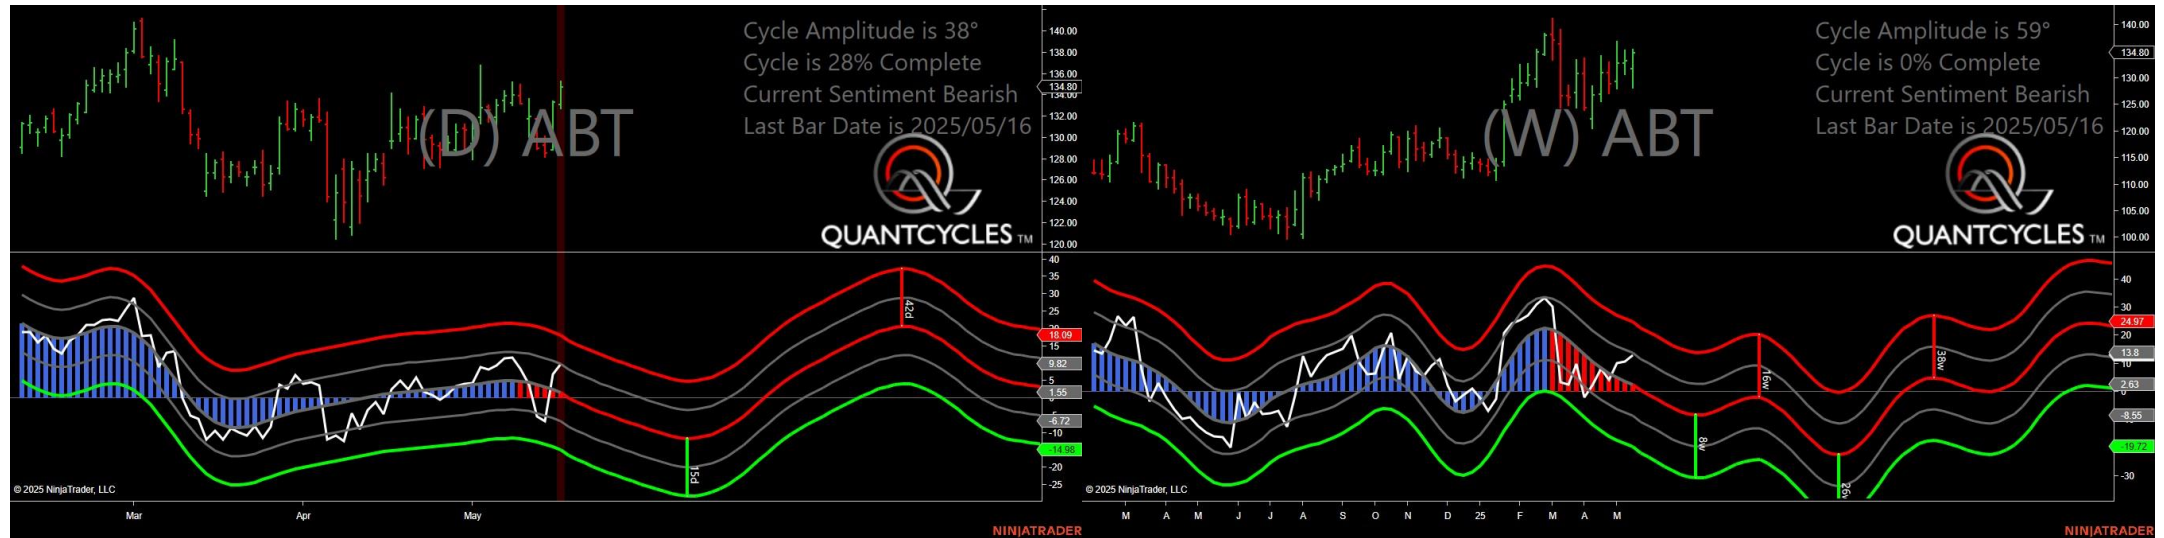 Cycle Amplitude is 38°
Cycle is 28% Complete
Current Sentiment Bearish
Last Bar Date is 2025/05/16
(D) ABT
QUANTCYCLES TM
140.00
138.00
136.00
134.80
134.00
132.00
130.00
128.00
126.00
124.00
122.00
120.00
40
35
30
25
18.09
15
9.82
5
1.55
-6.72
-10
-14.98
-20
-25
42d
15d
© 2025 NinjaTrader, LLC
Mar
Apr
May
NINJATRADER
Cycle Amplitude is 59°
Cycle is 0% Complete
Current Sentiment Bearish
Last Bar Date is 2025/05/16
(W) ABT
QUANTCYCLES TM
140.00
134.80
130.00
125.00
120.00
115.00
110.00
105.00
100.00
40
30
24.97
20
13.8
10
2.63
0
-8.55
-19.72
-30
16w
38w
8w
© 2025 NinjaTrader, LLC
M A M J J A S O N D 25 F M A M
NINJATRADER